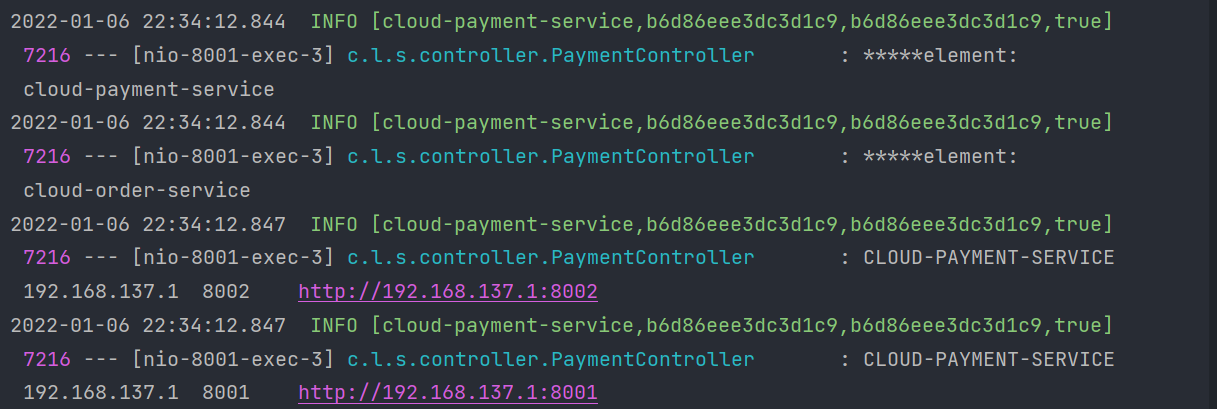 2022-01-06 22:34:12.844  INFO [cloud-payment-service,b6d86eee3dc3d1c9,b6d86eee3dc3d1c9,true]
 7216 --- [nio-8001-exec-3] c.l.s.controller.PaymentController       : *****element:
 cloud-payment-service
2022-01-06 22:34:12.844  INFO [cloud-payment-service,b6d86eee3dc3d1c9,b6d86eee3dc3d1c9,true]
 7216 --- [nio-8001-exec-3] c.l.s.controller.PaymentController       : *****element:
 cloud-order-service
2022-01-06 22:34:12.847  INFO [cloud-payment-service,b6d86eee3dc3d1c9,b6d86eee3dc3d1c9,true]
 7216 --- [nio-8001-exec-3] c.l.s.controller.PaymentController       : CLOUD-PAYMENT-SERVICE
 192.168.137.1  8002    http://192.168.137.1:8002
2022-01-06 22:34:12.847  INFO [cloud-payment-service,b6d86eee3dc3d1c9,b6d86eee3dc3d1c9,true]
 7216 --- [nio-8001-exec-3] c.l.s.controller.PaymentController       : CLOUD-PAYMENT-SERVICE
 192.168.137.1  8001    http://192.168.137.1:8001